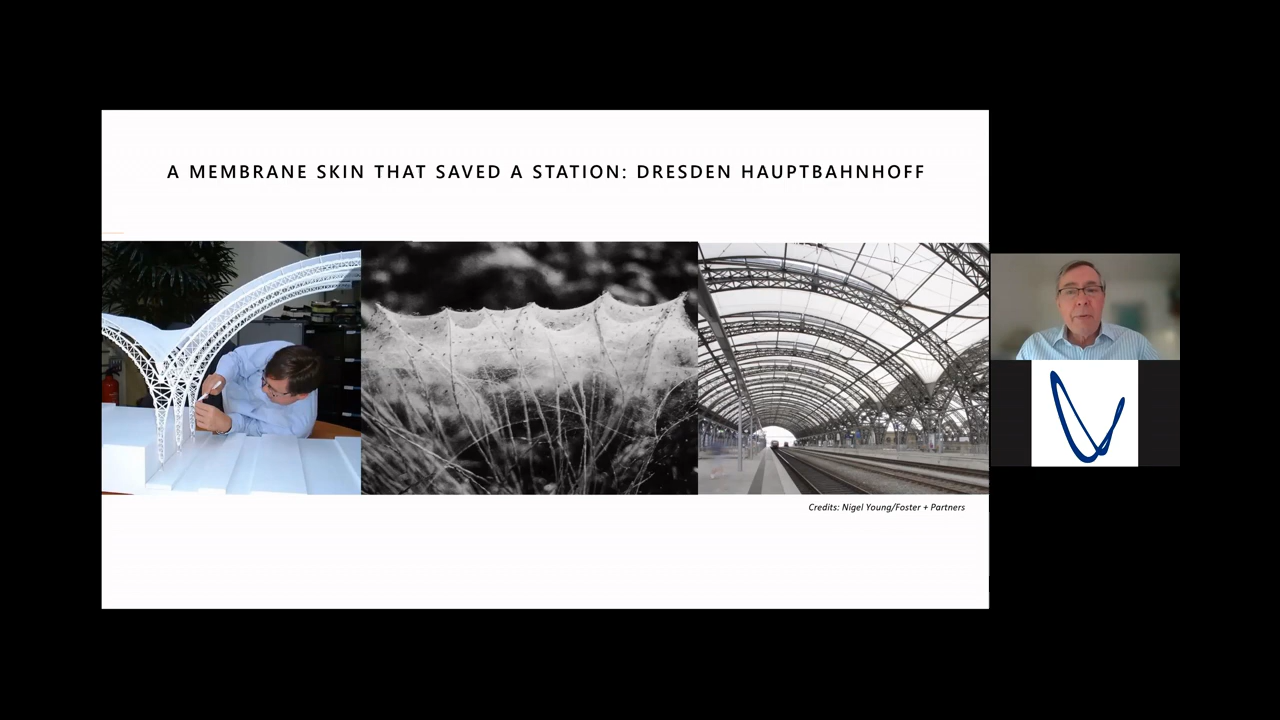 A MEMBRANE SKIN THAT SAVED A STATION: DRESDEN HAUPTBAHNHOFF
Credits: Nigel Young/Foster + Partners